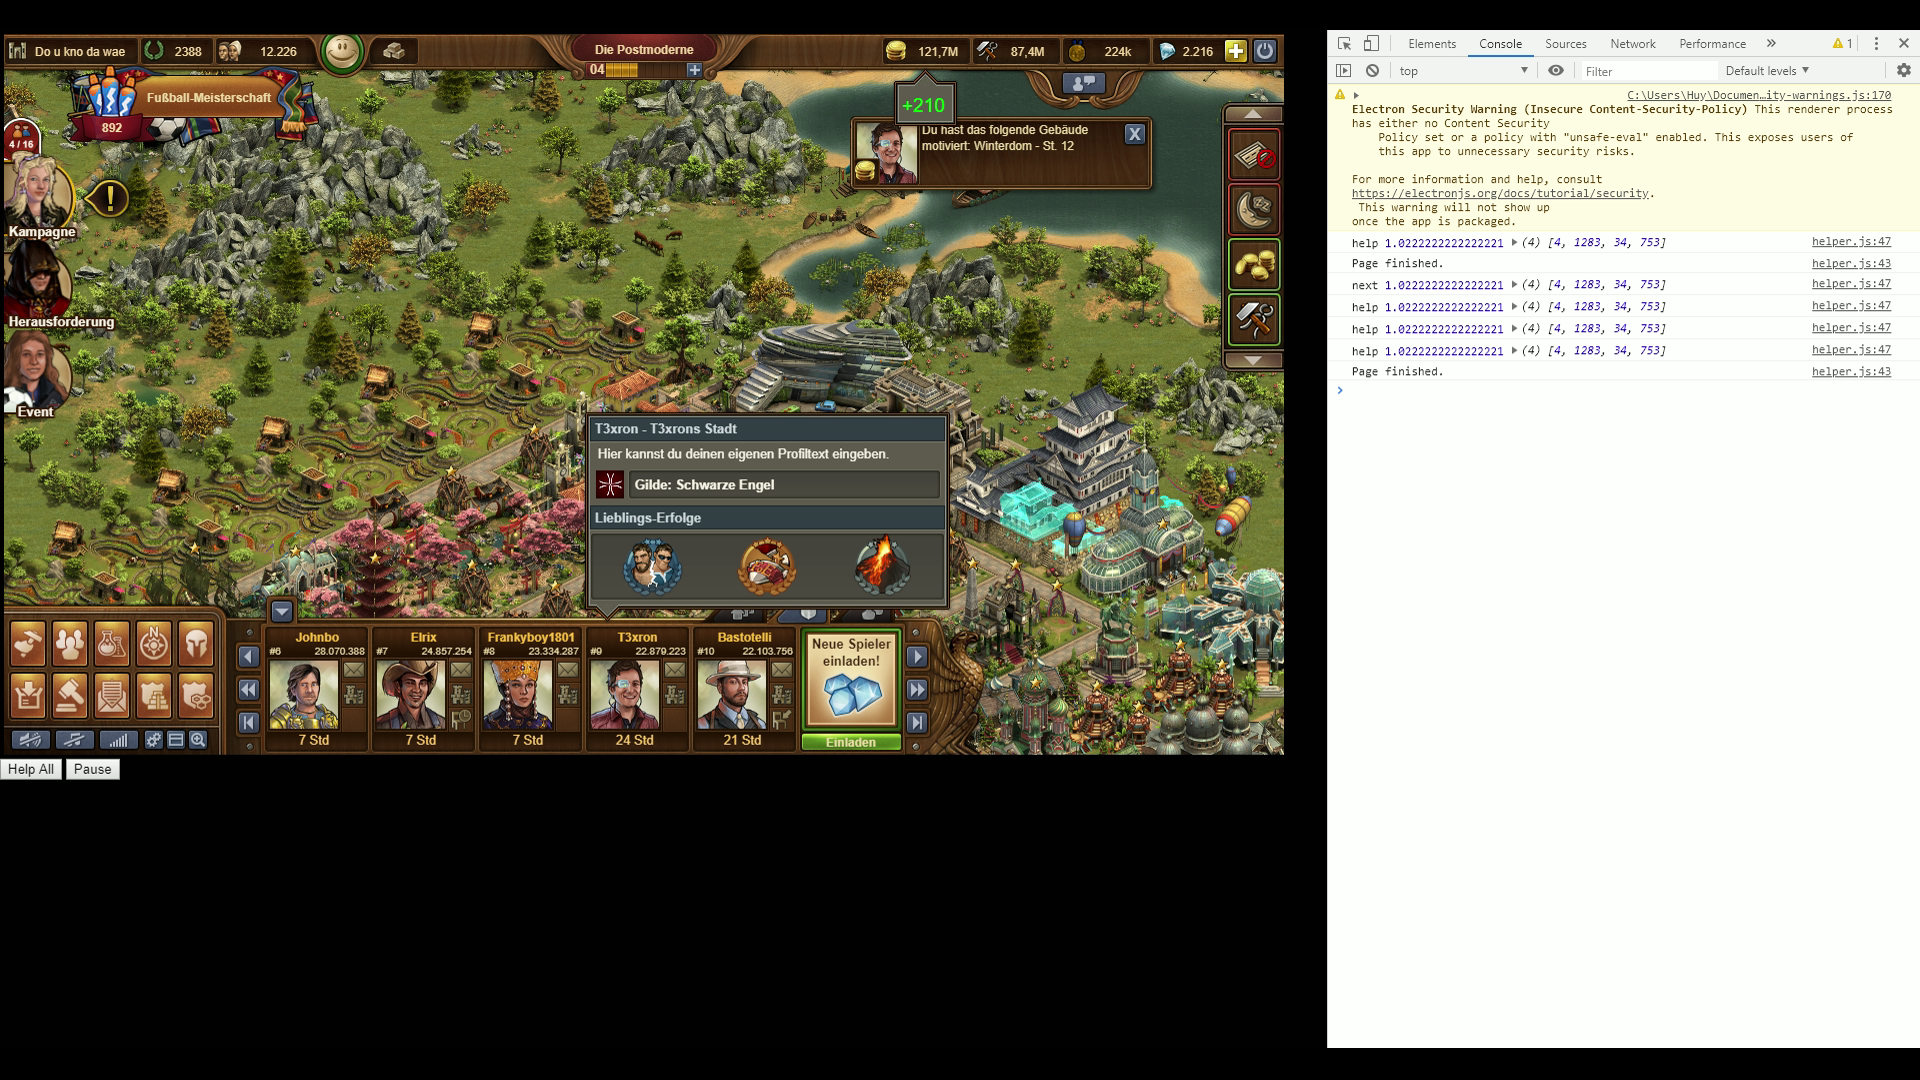 Do u kno da wae
2388
12.226
Die Postmoderne
04
121,7M
87,4M
224k
2.216
Fußball-Meisterschaft
892
4 / 16
Kampagne
Herausforderung
Event
+210
Du hast das folgende Gebäude
motiviert: Winterdom - St. 12
X
T3xron - T3xrons Stadt
Hier kannst du deinen eigenen Profiltext eingeben.
Gilde: Schwarze Engel
Lieblings-Erfolge
Johnbo
#6 28.070.388
7 Std
Elrix
#7 24.857.254
7 Std
Frankyboy1801
#8 23.334.287
7 Std
T3xron
#9 22.879.223
24 Std
Bastotelli
#10 22.103.756
21 Std
Neue Spieler
einladen!
Einladen
Help All
Pause
Elements Console Sources Network Performance » 1
top Filter Default levels
C:\Users\Huy\Documen…ity-warnings.js:170
Electron Security Warning (Insecure Content-Security-Policy) This renderer process
has either no Content Security
Policy set or a policy with "unsafe-eval" enabled. This exposes users of
this app to unnecessary security risks.
For more information and help, consult
https://electronjs.org/docs/tutorial/security.
This warning will not show up
once the app is packaged.
help 1.0222222222222221 (4) [4, 1283, 34, 753] helper.js:47
Page finished. helper.js:43
next 1.0222222222222221 (4) [4, 1283, 34, 753] helper.js:47
help 1.0222222222222221 (4) [4, 1283, 34, 753] helper.js:47
help 1.0222222222222221 (4) [4, 1283, 34, 753] helper.js:47
help 1.0222222222222221 (4) [4, 1283, 34, 753] helper.js:47
Page finished. helper.js:43